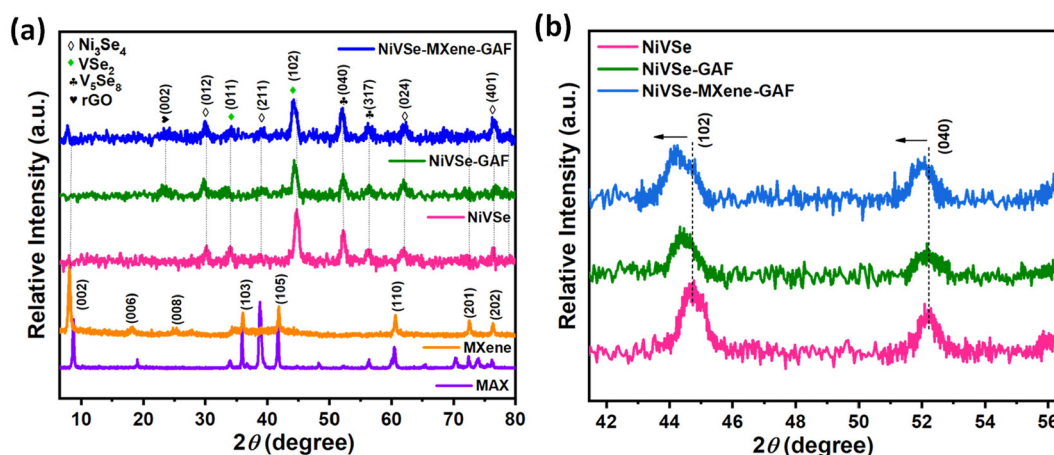 (a)
◊ Ni₃Se₄
♦ VSe₂
♣ V₅Se₈
♥ rGO
NiVSe-MXene-GAF
♥(002)
◊(012)
♦(011)
◊(211)
♦(102)
♣(040)
♣(317)
◊(024)
◊(401)
NiVSe-GAF
NiVSe
(002)
(006)
(008)
(103)
(105)
(110)
(201)
(202)
MXene
MAX
Relative Intensity (a.u.)
10 20 30 40 50 60 70 80
2θ (degree)
(b)
NiVSe
NiVSe-GAF
NiVSe-MXene-GAF
(102)
(040)
Relative Intensity (a.u.)
42 44 46 48 50 52 54 56
2θ (degree)